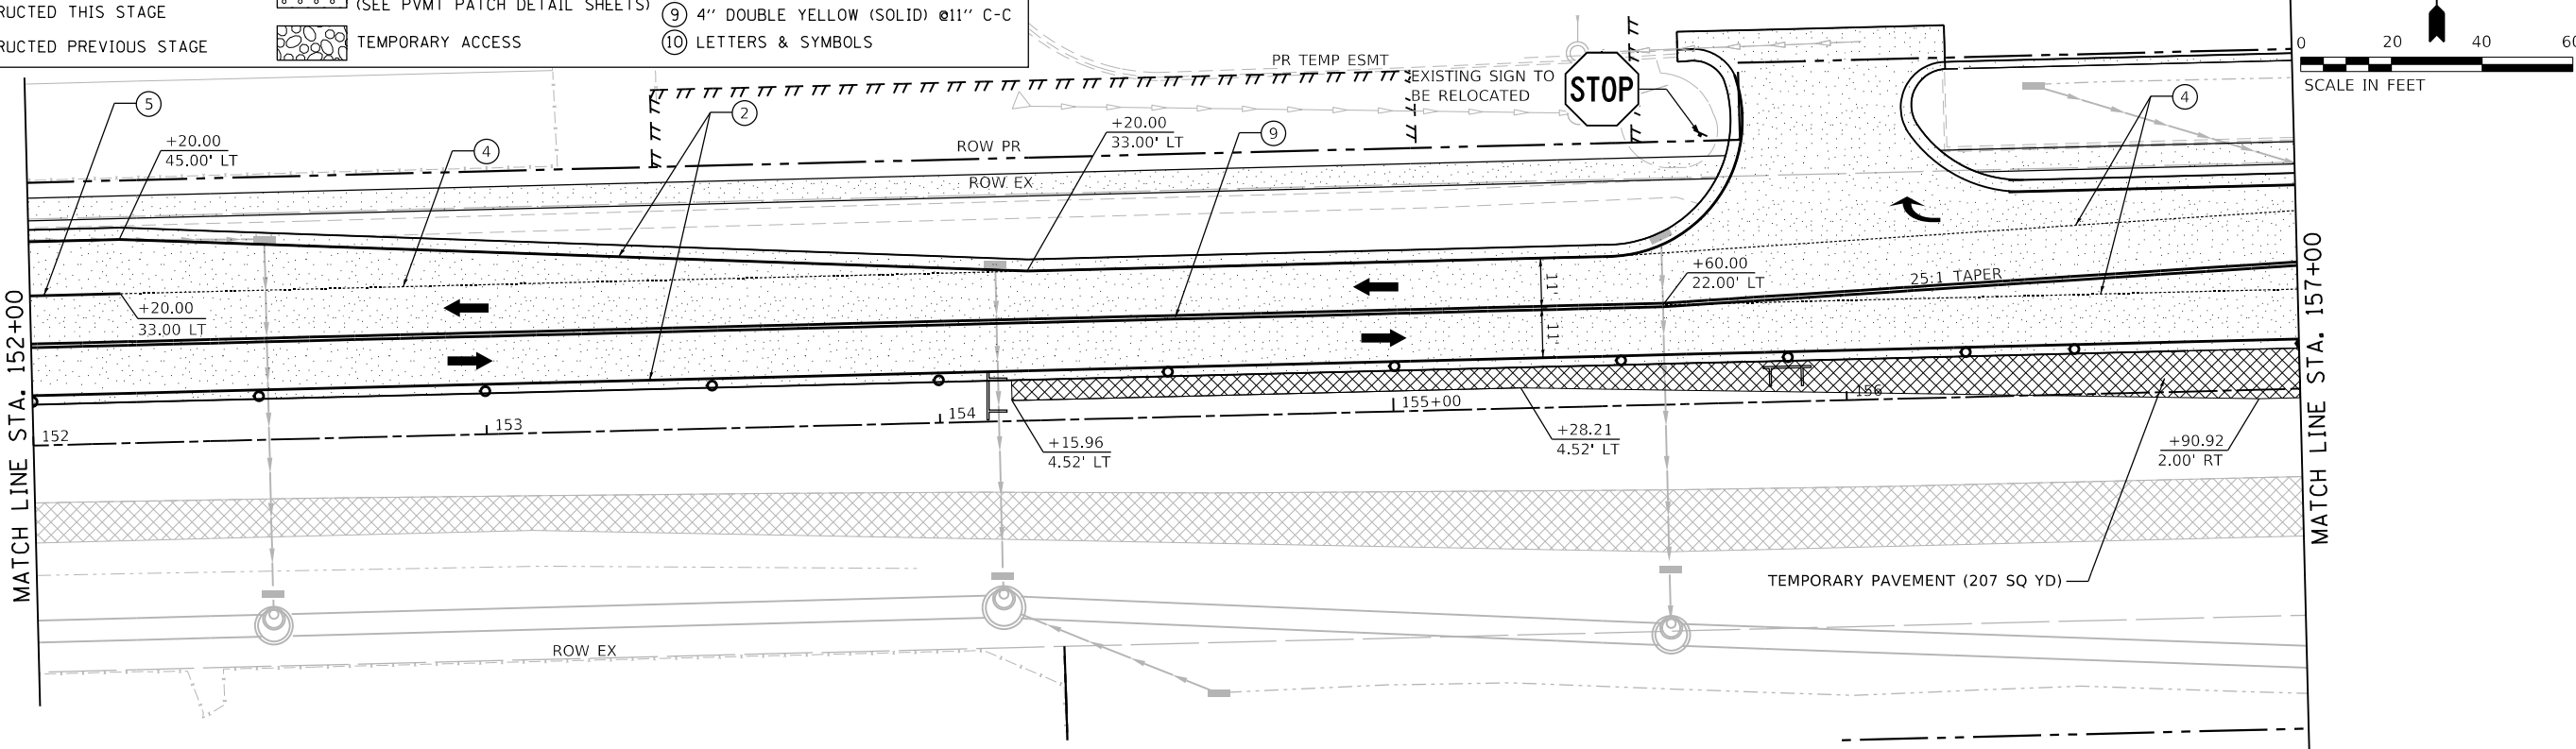 RUCTED THIS STAGE
(SEE PVMT PATCH DETAIL SHEETS)
9 4'' DOUBLE YELLOW (SOLID) @11'' C-C
RUCTED PREVIOUS STAGE
TEMPORARY ACCESS
10 LETTERS & SYMBOLS
0 20 40 60
SCALE IN FEET
PR TEMP ESMT
EXISTING SIGN TO
BE RELOCATED
STOP
5
2
4
9
4
+20.00
45.00' LT
+20.00
33.00' LT
ROW PR
ROW EX
+20.00
33.00 LT
11'
11'
+60.00
22.00' LT
25:1 TAPER
MATCH LINE STA. 152+00
MATCH LINE STA. 157+00
152
153
154
155+00
156
+15.96
4.52' LT
+28.21
4.52' LT
+90.92
2.00' RT
TEMPORARY PAVEMENT (207 SQ YD)
ROW EX